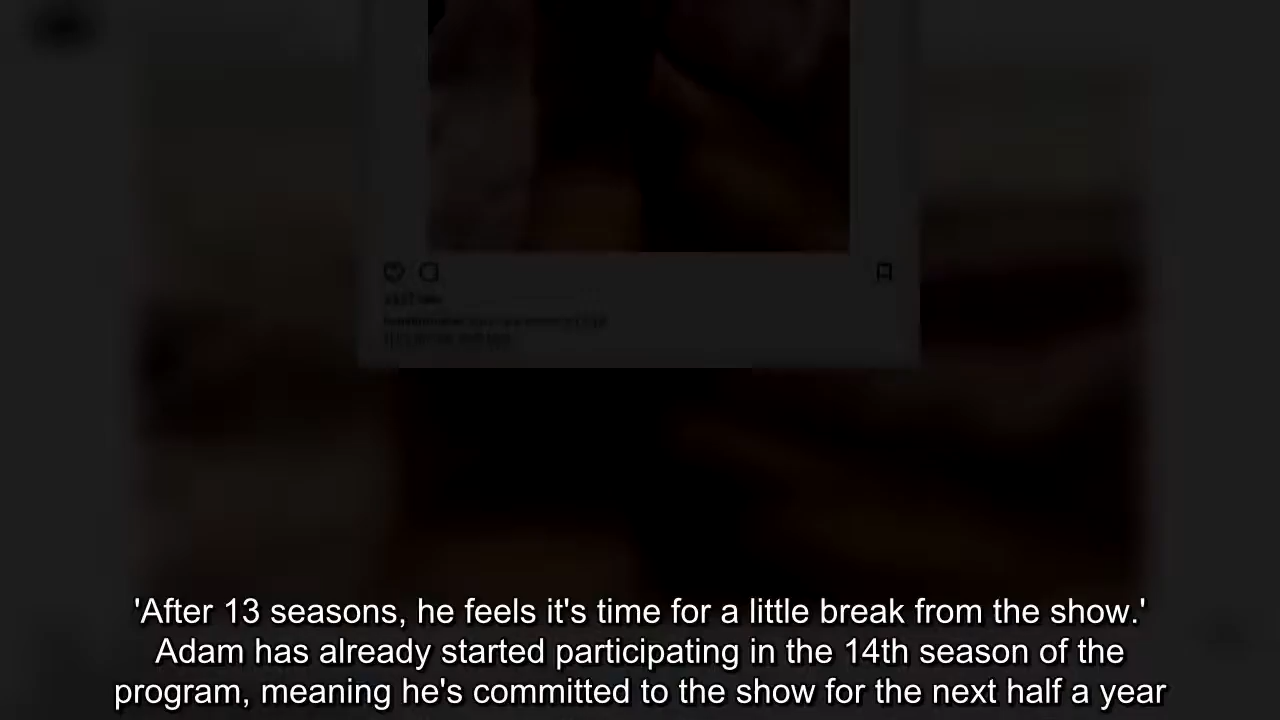 'After 13 seasons, he feels it's time for a little break from the show.'
Adam has already started participating in the 14th season of the
program, meaning he's committed to the show for the next half a year